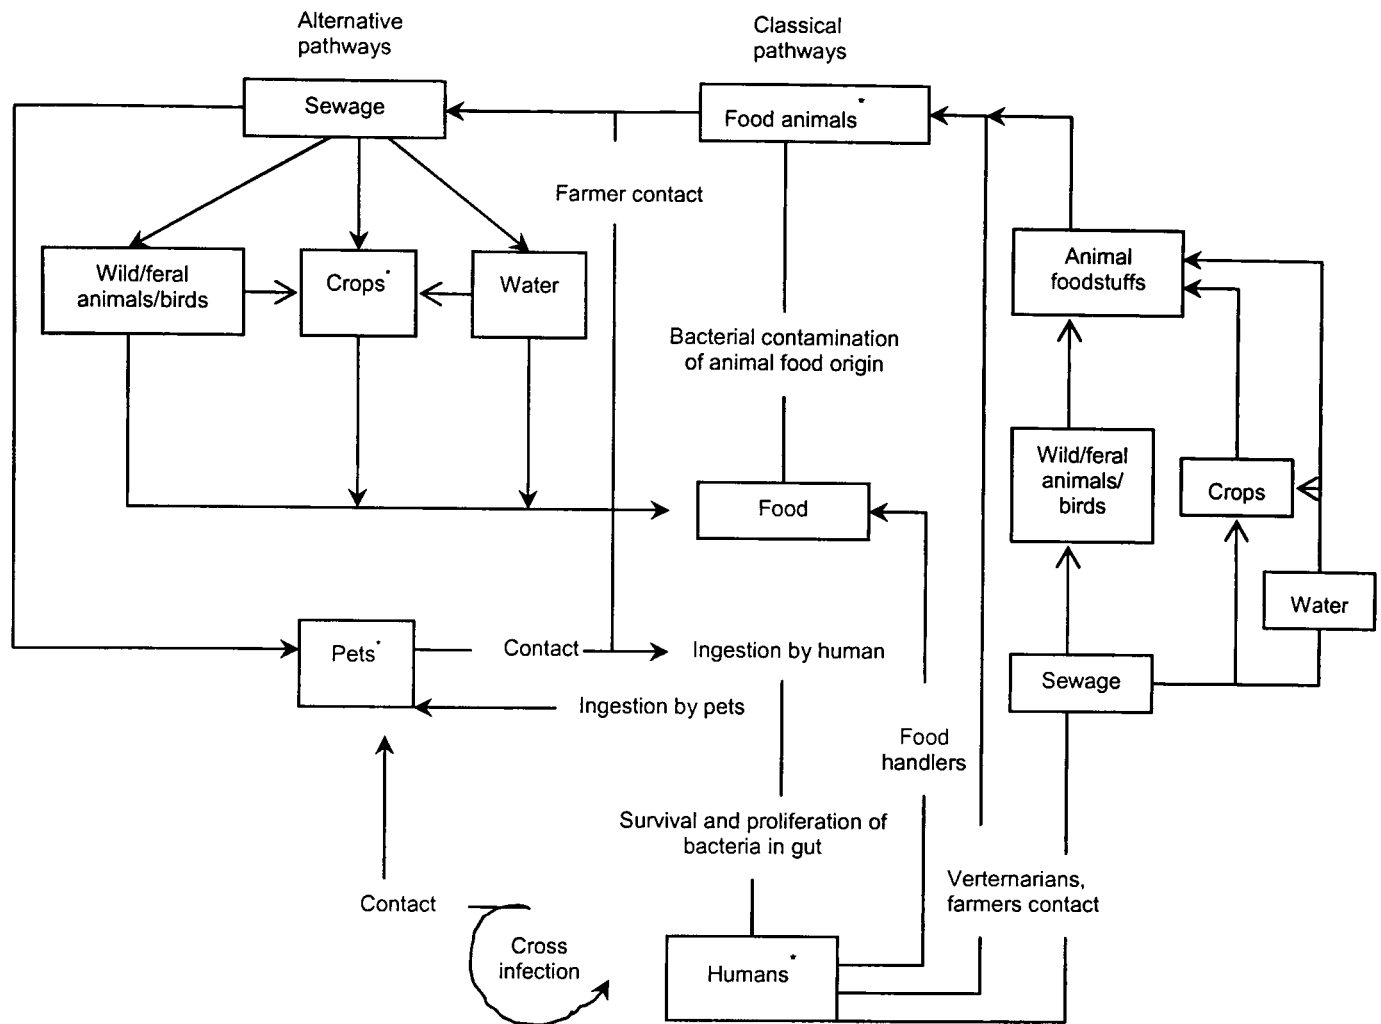 Alternative
pathways
Classical
pathways
Sewage
Food animals*
Farmer contact
Wild/feral
animals/birds
Crops*
Water
Animal
foodstuffs
Bacterial contamination
of animal food origin
Wild/feral
animals/
birds
Crops
Food
Water
Pets*
Contact
Ingestion by human
Sewage
Ingestion by pets
Food
handlers
Survival and proliferation of
bacteria in gut
Verternarians,
farmers contact
Contact
Cross
infection
Humans*